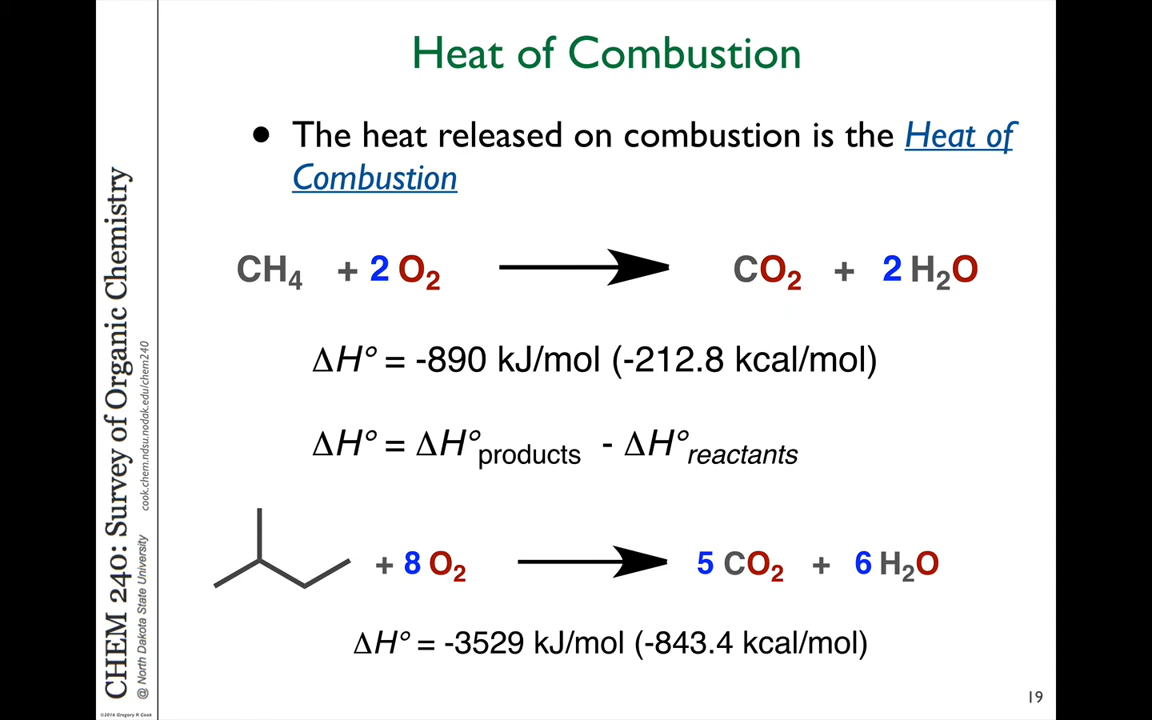 Heat of Combustion
• The heat released on combustion is the Heat of
Combustion
CH₄ + 2 O₂ CO₂ + 2 H₂O
ΔH° = -890 kJ/mol (-212.8 kcal/mol)
ΔH° = ΔH°products - ΔH°reactants
+ 8 O₂ 5 CO₂ + 6 H₂O
ΔH° = -3529 kJ/mol (-843.4 kcal/mol)
19
CHEM 240: Survey of Organic Chemistry
@ North Dakota State University cook.chem.ndsu.nodak.edu/chem240
©2016 Gregory R Cook